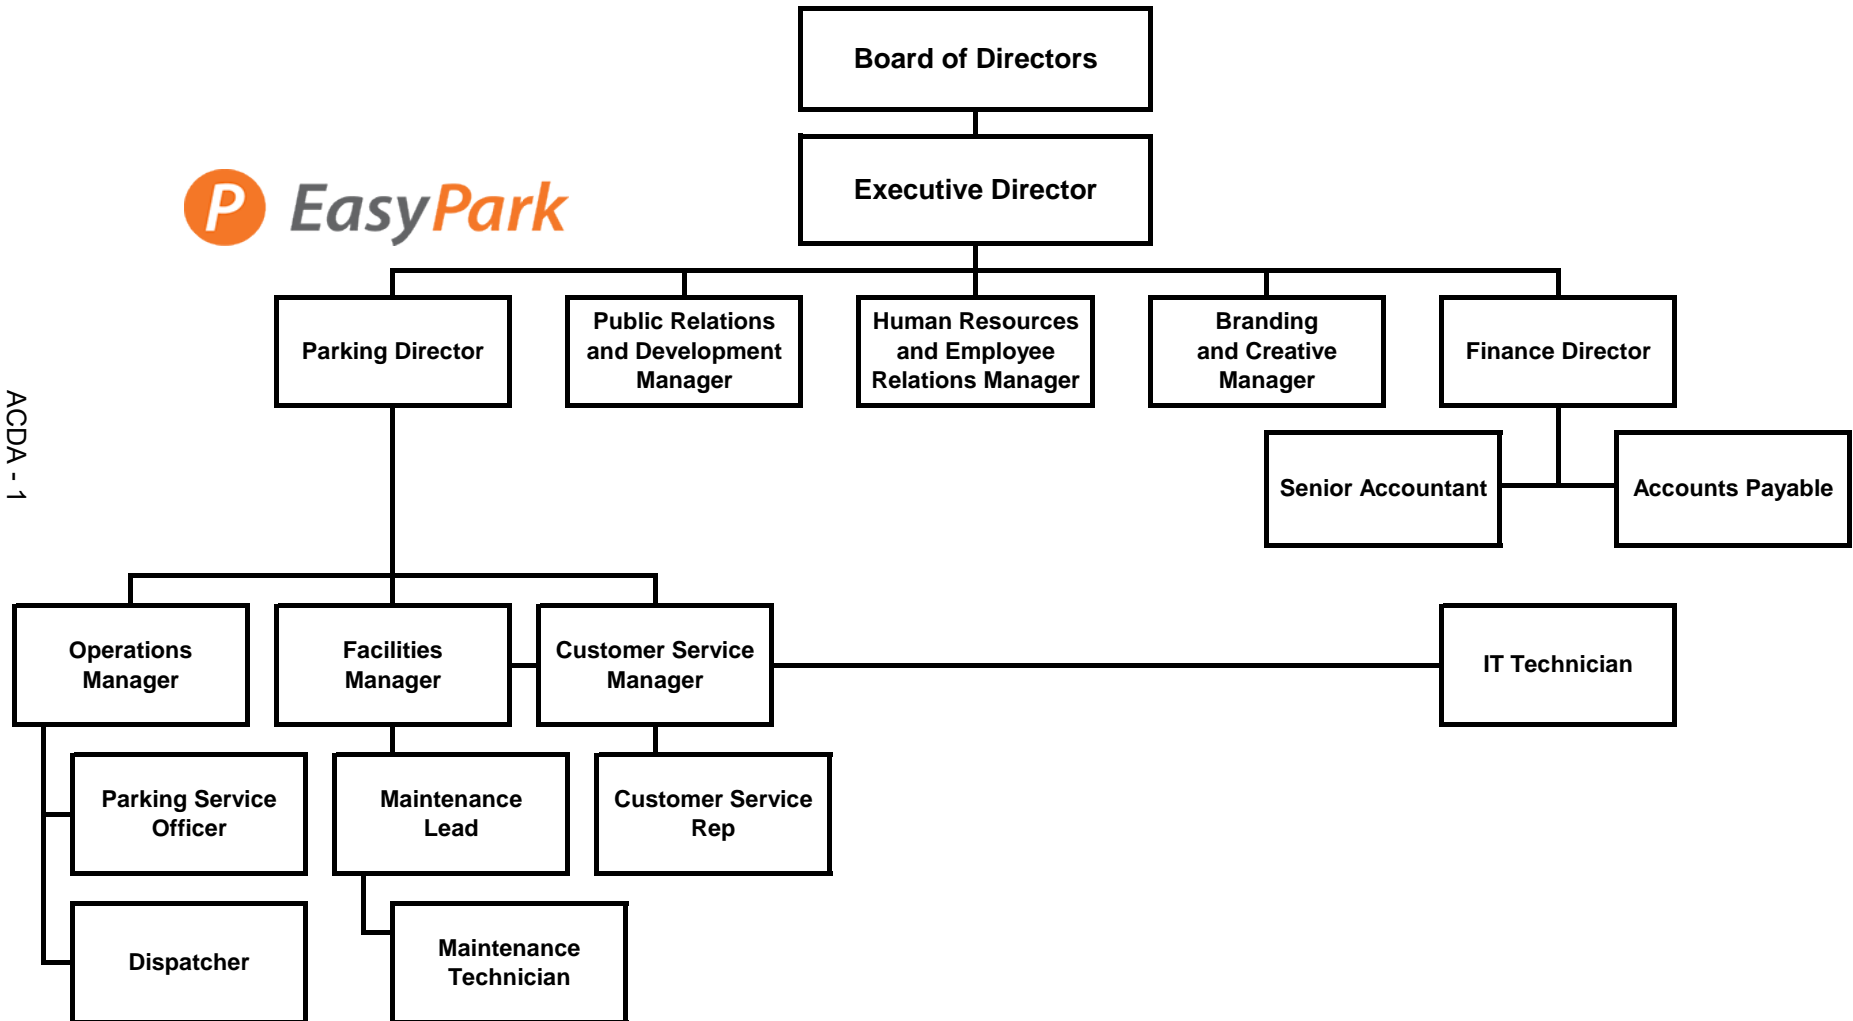 Board of Directors
Executive Director
P EasyPark
Parking Director
Public Relations
and Development
Manager
Human Resources
and Employee
Relations Manager
Branding
and Creative
Manager
Finance Director
ACDA - 1
Senior Accountant
Accounts Payable
Operations
Manager
Facilities
Manager
Customer Service
Manager
IT Technician
Parking Service
Officer
Maintenance
Lead
Customer Service
Rep
Dispatcher
Maintenance
Technician